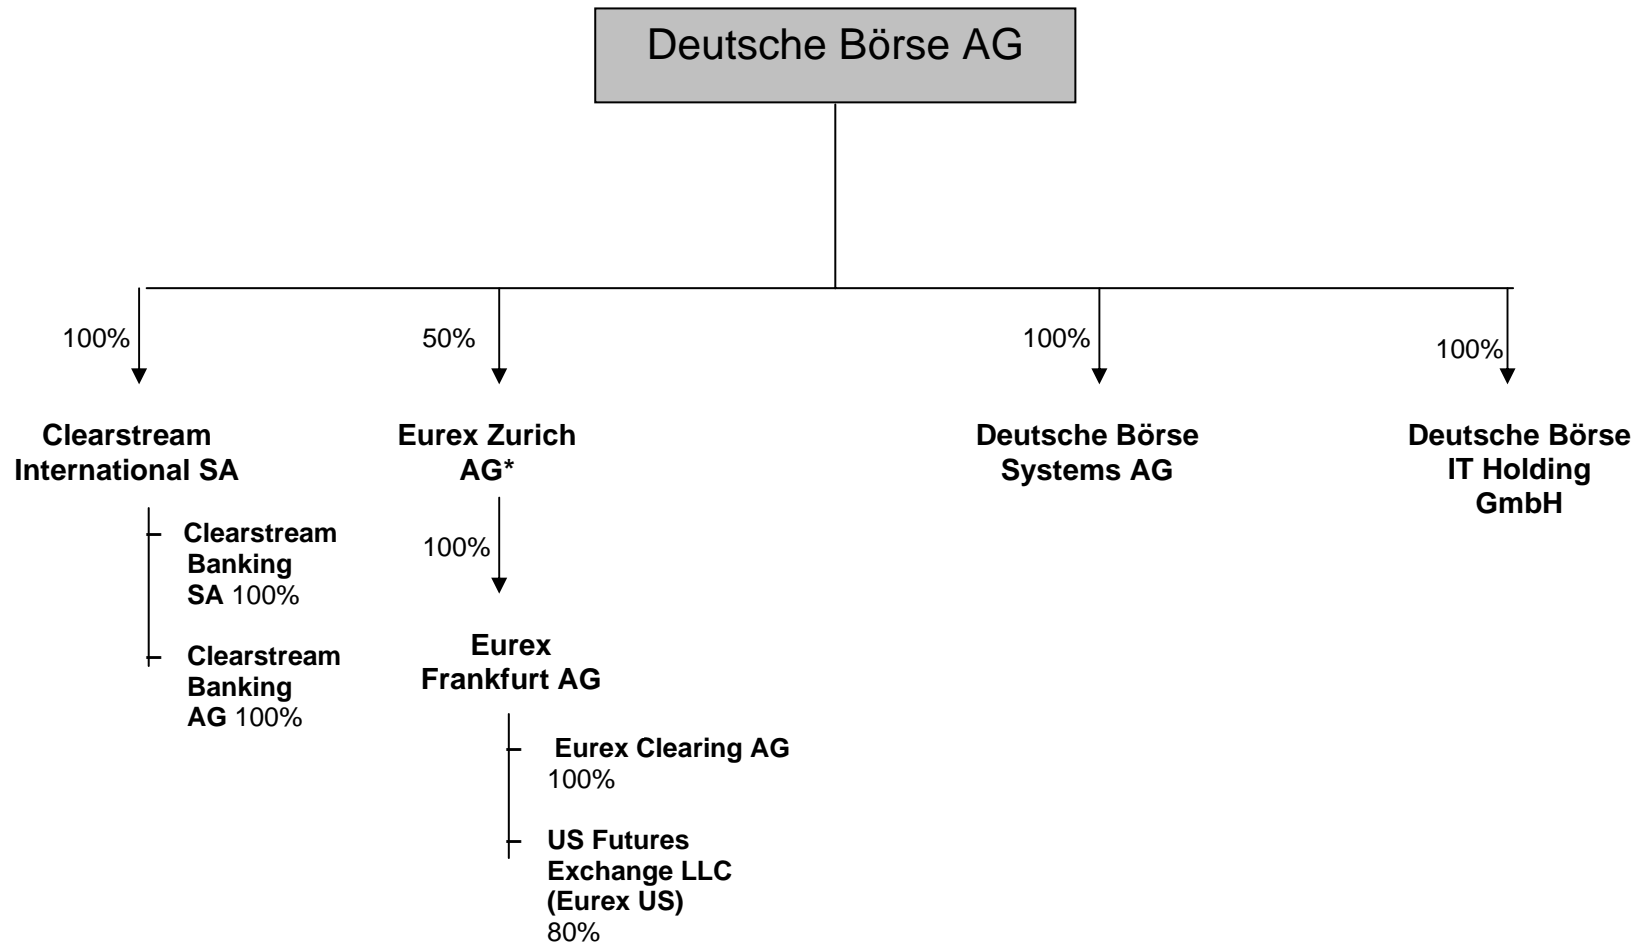 Deutsche Börse AG
100%
50%
100%
100%
Clearstream
International SA
Eurex Zurich
AG*
Deutsche Börse
Systems AG
Deutsche Börse
IT Holding
GmbH
– Clearstream
Banking
SA 100%
– Clearstream
Banking
AG 100%
100%
Eurex
Frankfurt AG
– Eurex Clearing AG
100%
– US Futures
Exchange LLC
(Eurex US)
80%